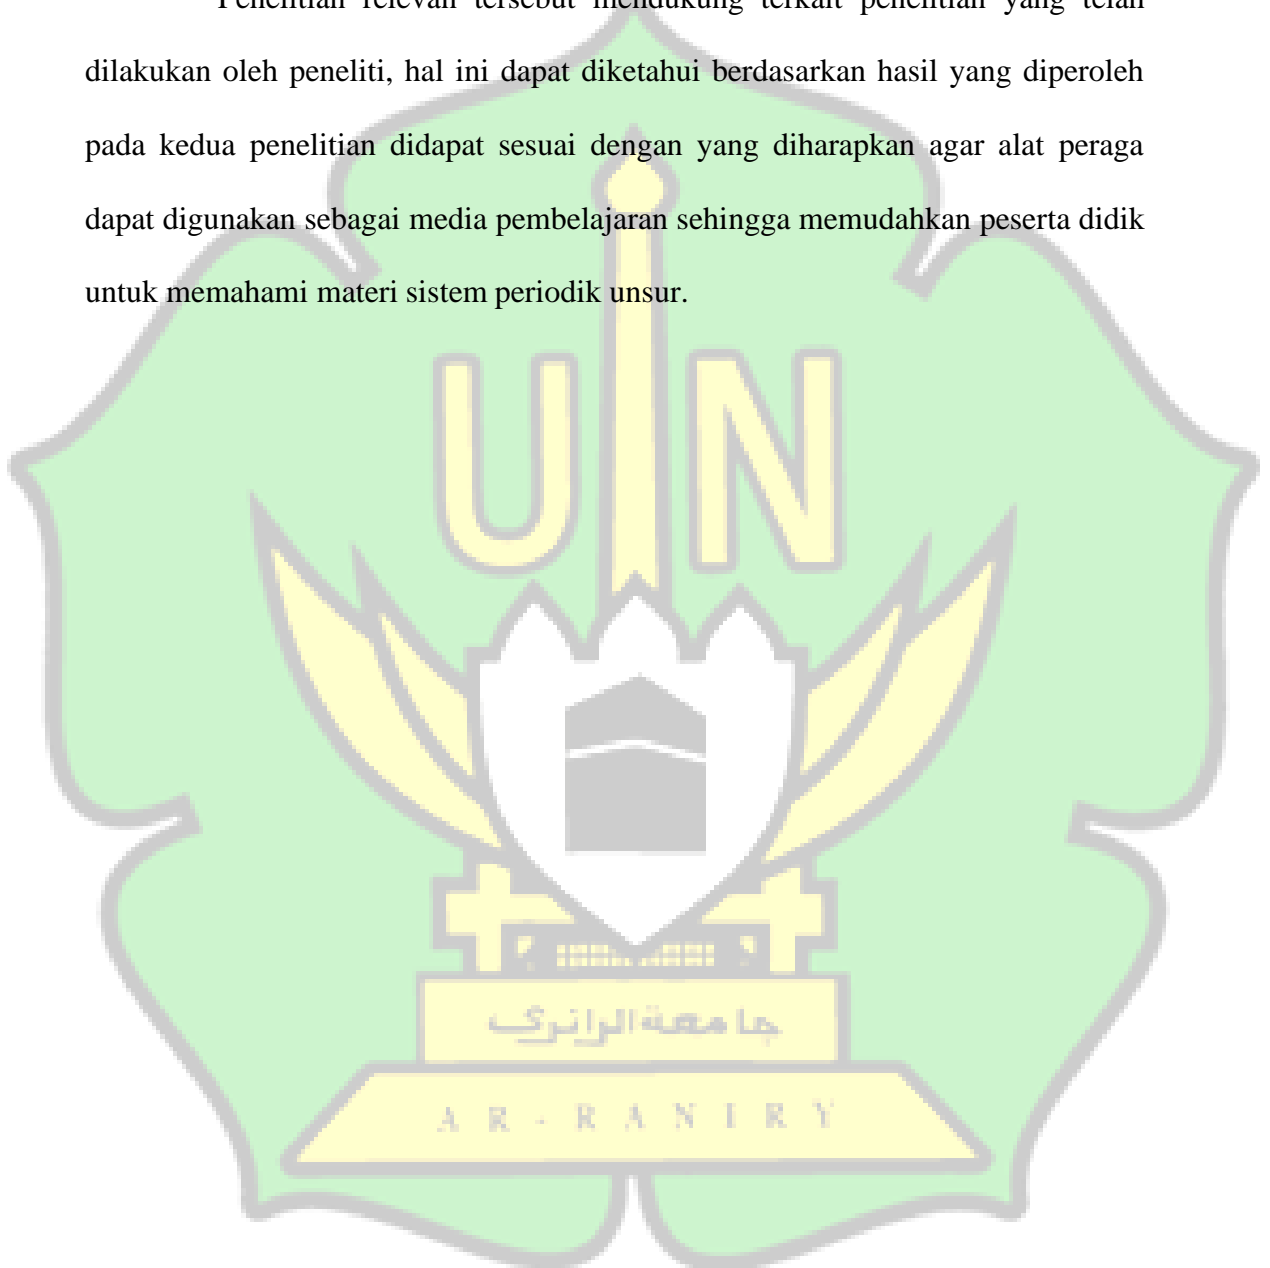 Penelitian relevan tersebut mendukung terkait penelitian yang telah
dilakukan oleh peneliti, hal ini dapat diketahui berdasarkan hasil yang diperoleh
pada kedua penelitian didapat sesuai dengan yang diharapkan agar alat peraga
dapat digunakan sebagai media pembelajaran sehingga memudahkan peserta didik
untuk memahami materi sistem periodik unsur.
UIN
جامعة الرانري
AR-RANIRY